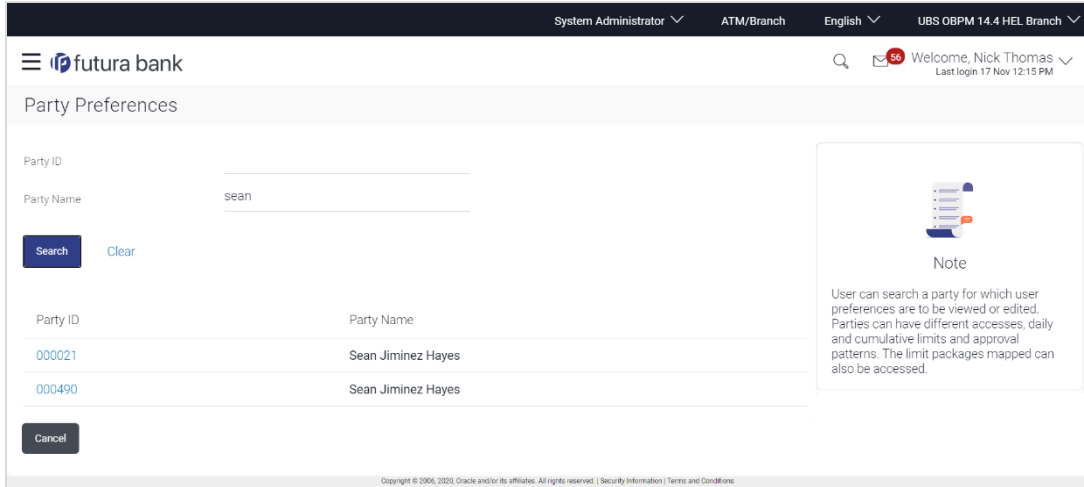 System Administrator ATM/Branch English UBS OBPM 14.4 HEL Branch
futura bank
56 Welcome, Nick Thomas
Last login 17 Nov 12:15 PM
Party Preferences
Party ID
Party Name sean
Search Clear
Party ID Party Name
000021 Sean Jiminez Hayes
000490 Sean Jiminez Hayes
Cancel
Note
User can search a party for which user
preferences are to be viewed or edited.
Parties can have different accesses, daily
and cumulative limits and approval
patterns. The limit packages mapped can
also be accessed.
Copyright © 2006, 2020, Oracle and/or its affiliates. All rights reserved. | Security Information | Terms and Conditions